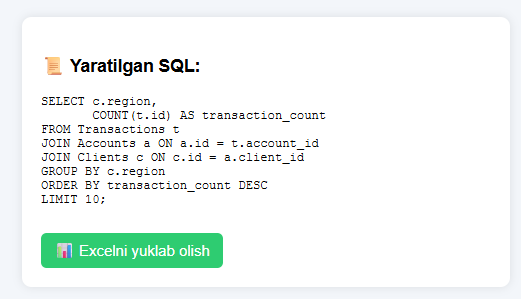 📜 Yaratilgan SQL:
SELECT c.region,
       COUNT(t.id) AS transaction_count
FROM Transactions t
JOIN Accounts a ON a.id = t.account_id
JOIN Clients c ON c.id = a.client_id
GROUP BY c.region
ORDER BY transaction_count DESC
LIMIT 10;
📊 Excelni yuklab olish